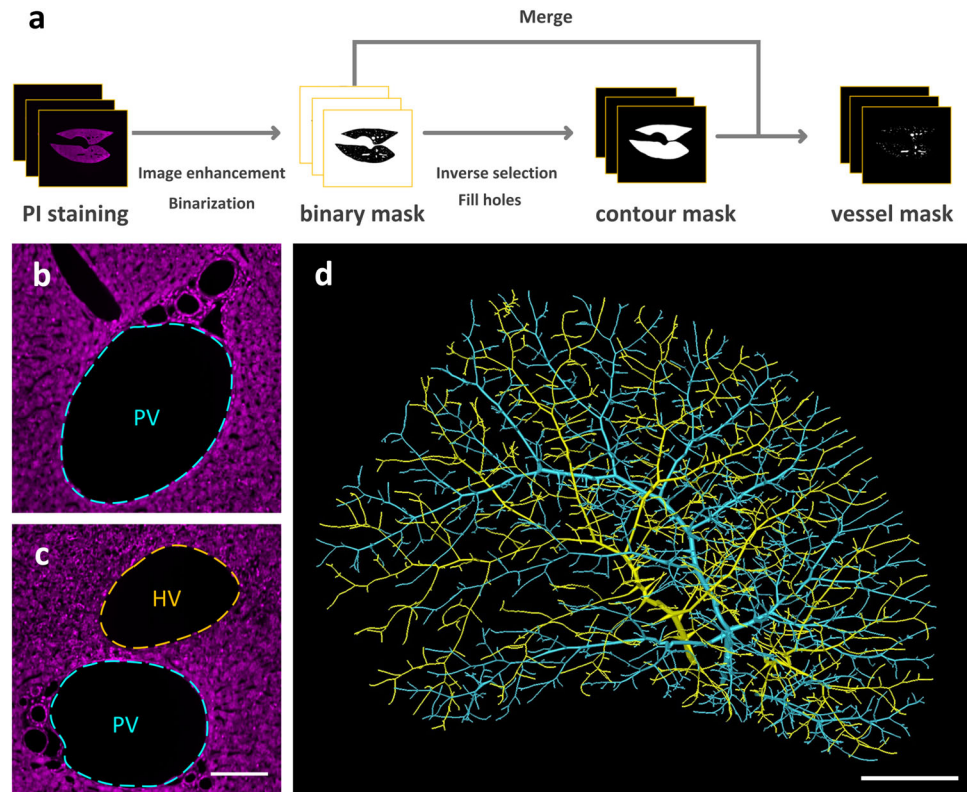 a
Merge
Image enhancement
Binarization
Inverse selection
Fill holes
PI staining
binary mask
contour mask
vessel mask
b
PV
c
HV
PV
d